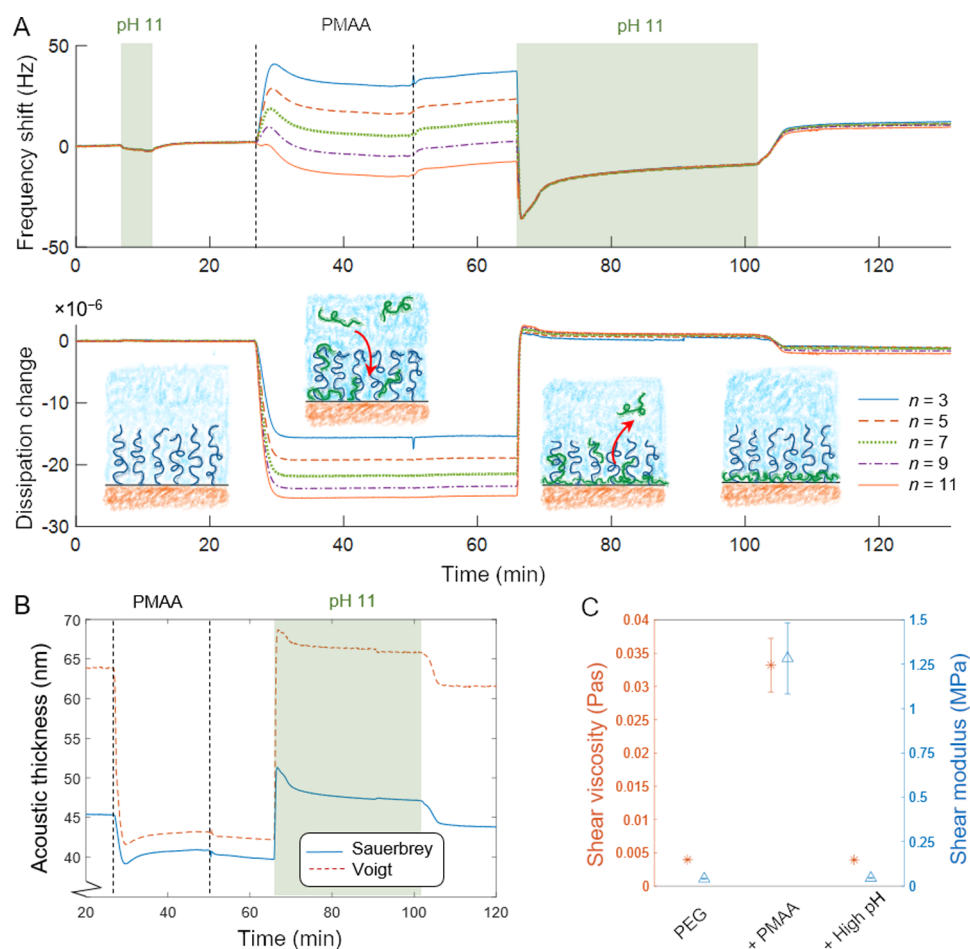 A
pH 11
PMAA
pH 11
Frequency shift (Hz)
50
0
-50
0
20
40
60
80
100
120
×10⁻⁶
Dissipation change
0
-10
-20
-30
n = 3
n = 5
n = 7
n = 9
n = 11
0
20
40
60
80
100
120
Time (min)
B
PMAA
pH 11
Acoustic thickness (nm)
70
65
60
55
50
45
40
Sauerbrey
Voigt
20
40
60
80
100
120
Time (min)
C
Shear viscosity (Pas)
0.04
0.035
0.03
0.025
0.02
0.015
0.01
0.005
0
1.5
1.25
1
0.75
0.5
0.25
0
Shear modulus (MPa)
PEG
+ PMAA
+ High pH